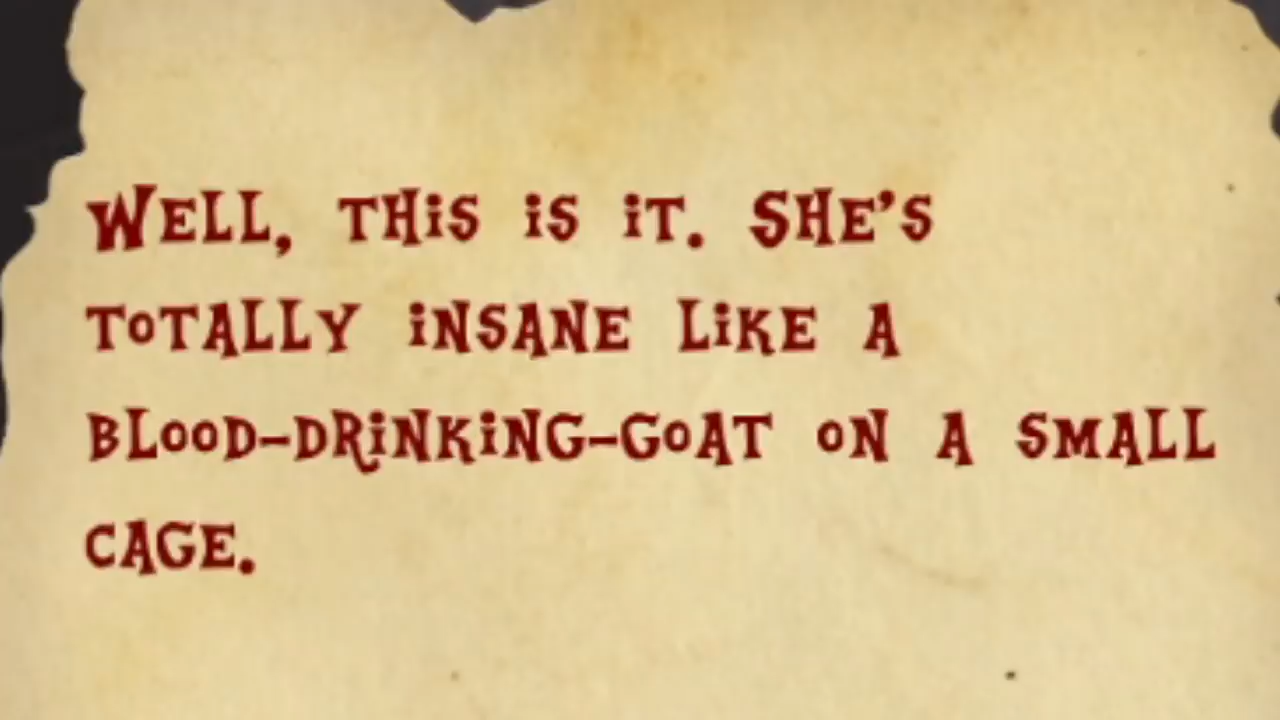 Well, this is it. She's
totally insane like a
blood-drinking-goat on a small
cage.